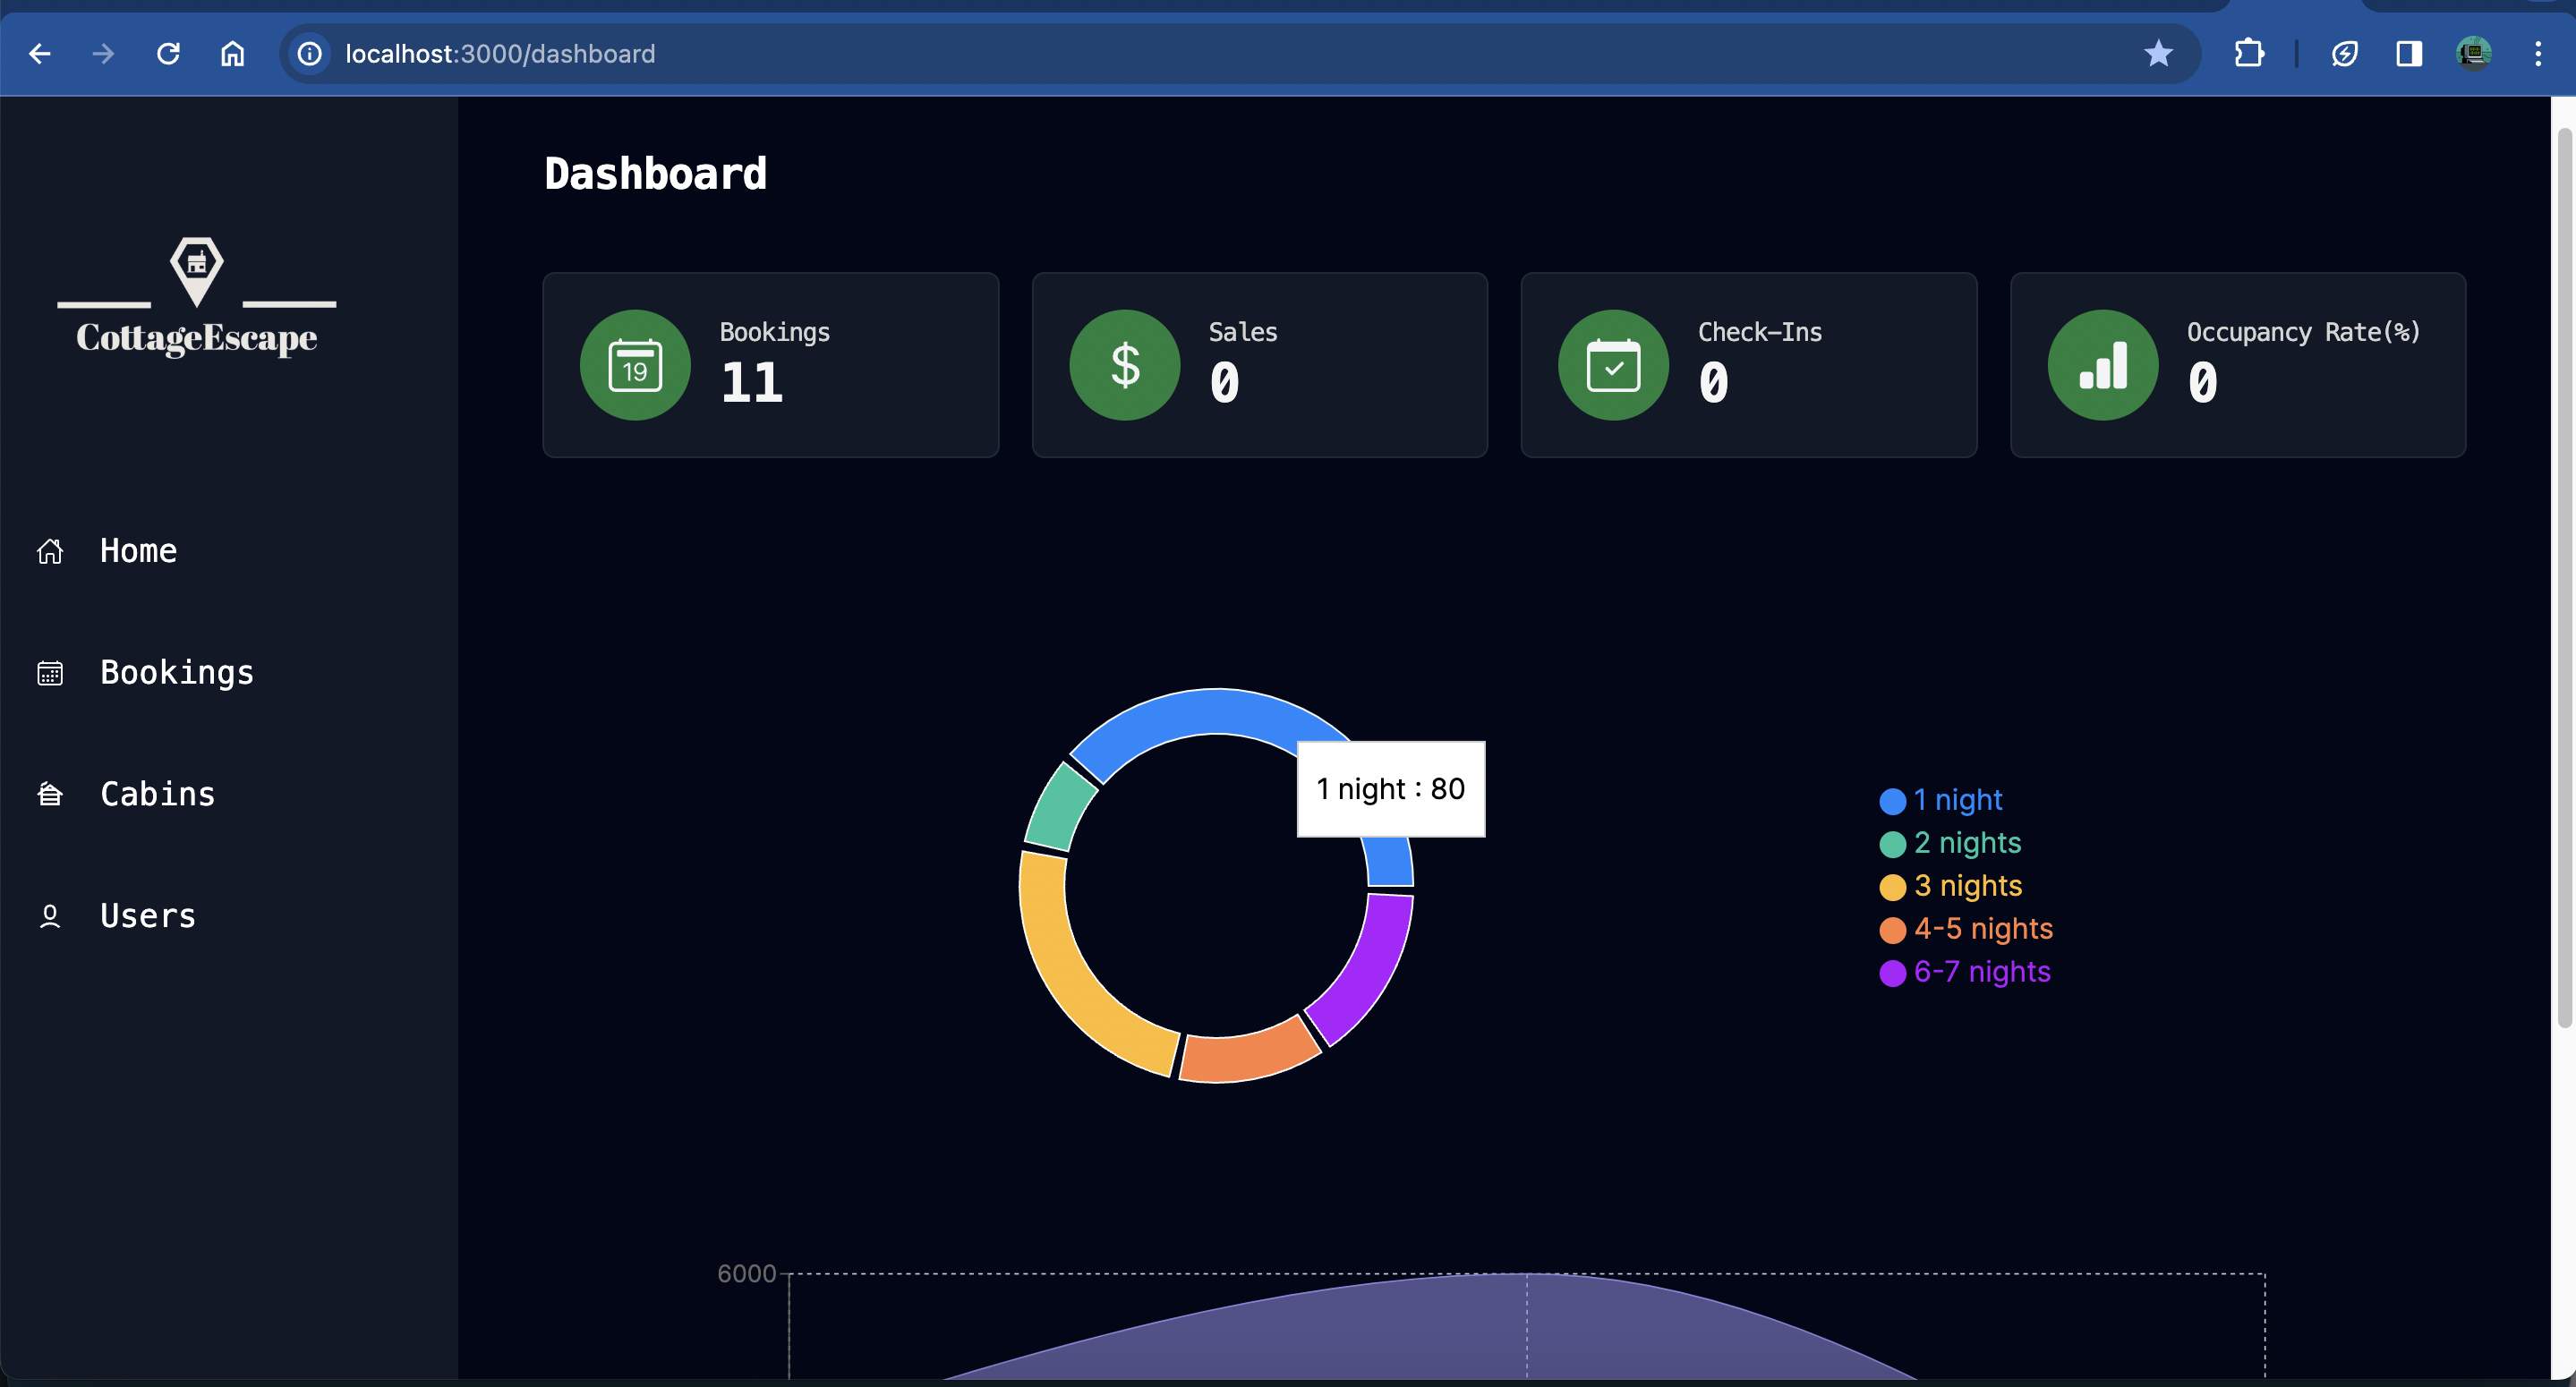 localhost:3000/dashboard
CottageEscape
Home
Bookings
Cabins
Users
Dashboard
19
Bookings
11
$
Sales
0
Check-Ins
0
Occupancy Rate(%)
0
1 night : 80
1 night
2 nights
3 nights
4-5 nights
6-7 nights
6000